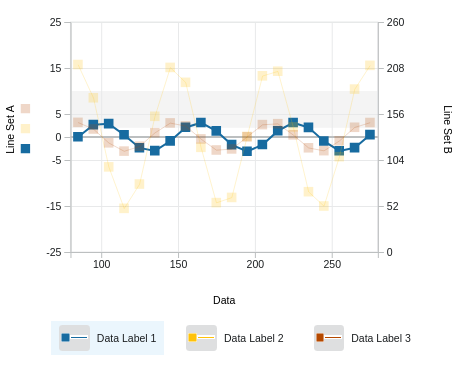 25 260
15 208
5 156
0
-5 104
-15 52
-25 0
Line Set A
Line Set B
100 150 200 250
Data
Data Label 1 Data Label 2 Data Label 3